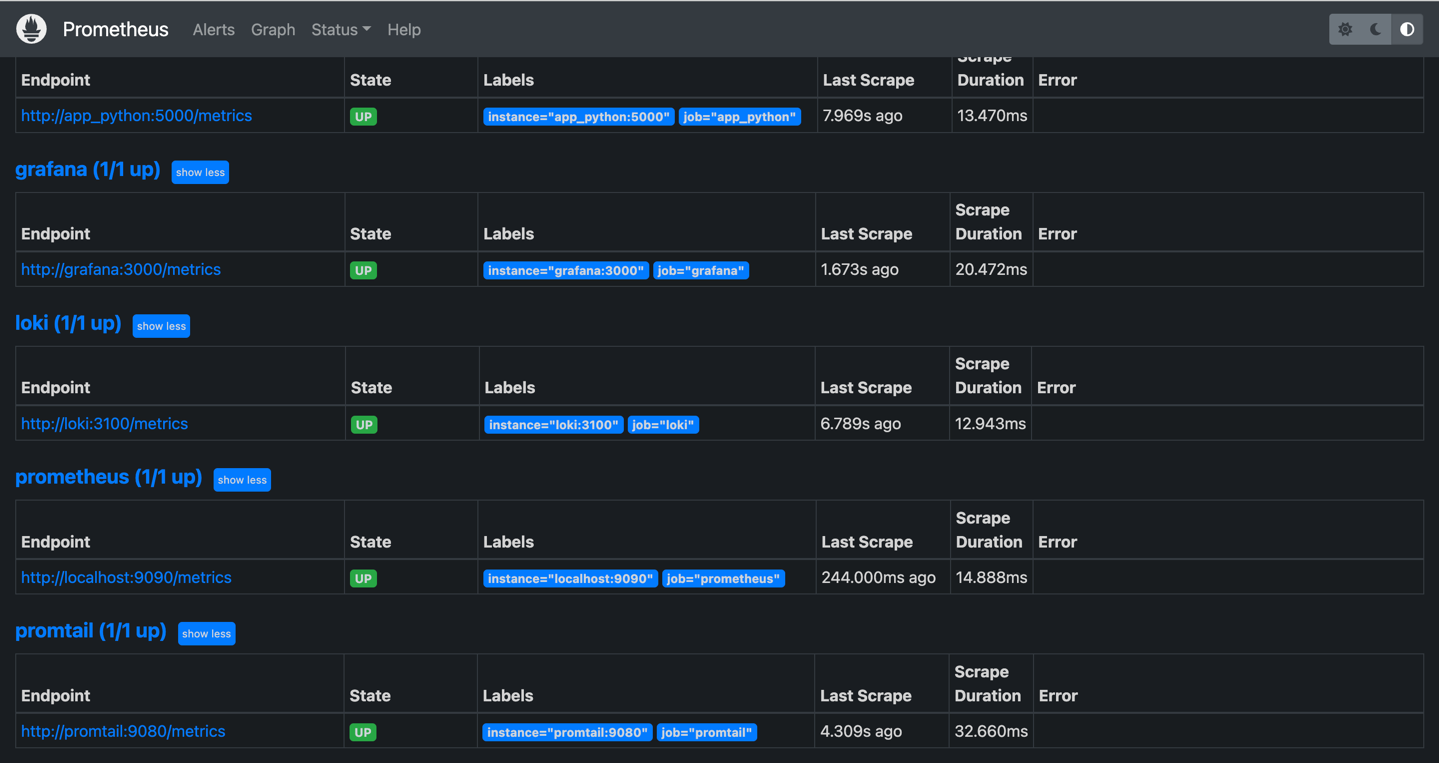 Prometheus Alerts Graph Status Help
Scrape
Endpoint State Labels Last Scrape Duration Error
http://app_python:5000/metrics UP instance="app_python:5000" job="app_python" 7.969s ago 13.470ms
grafana (1/1 up) show less
Scrape
Endpoint State Labels Last Scrape Duration Error
http://grafana:3000/metrics UP instance="grafana:3000" job="grafana" 1.673s ago 20.472ms
loki (1/1 up) show less
Scrape
Endpoint State Labels Last Scrape Duration Error
http://loki:3100/metrics UP instance="loki:3100" job="loki" 6.789s ago 12.943ms
prometheus (1/1 up) show less
Scrape
Endpoint State Labels Last Scrape Duration Error
http://localhost:9090/metrics UP instance="localhost:9090" job="prometheus" 244.000ms ago 14.888ms
promtail (1/1 up) show less
Scrape
Endpoint State Labels Last Scrape Duration Error
http://promtail:9080/metrics UP instance="promtail:9080" job="promtail" 4.309s ago 32.660ms